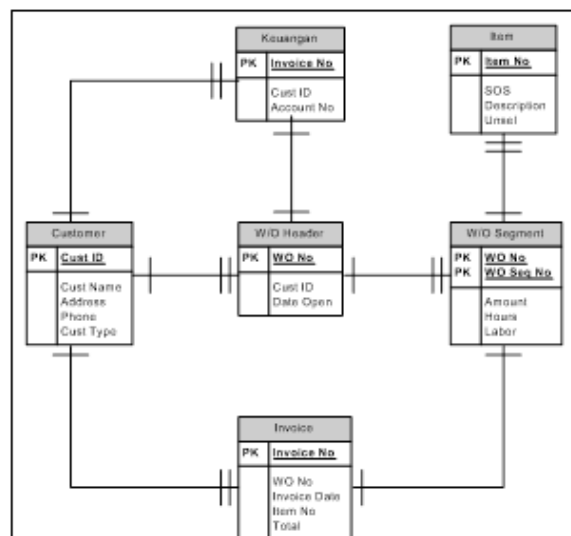 Keuangan
PK Invoice No
Cust ID
Account No
Item
PK Item No
SOS
Description
Unsel
Customer
PK Cust ID
Cust Name
Address
Phone
Cust Type
W/O Header
PK WO No
Cust ID
Date Open
W/O Segment
PK WO No
PK WO Seg No
Amount
Hours
Labor
Invoice
PK Invoice No
WO No
Invoice Date
Item No
Total